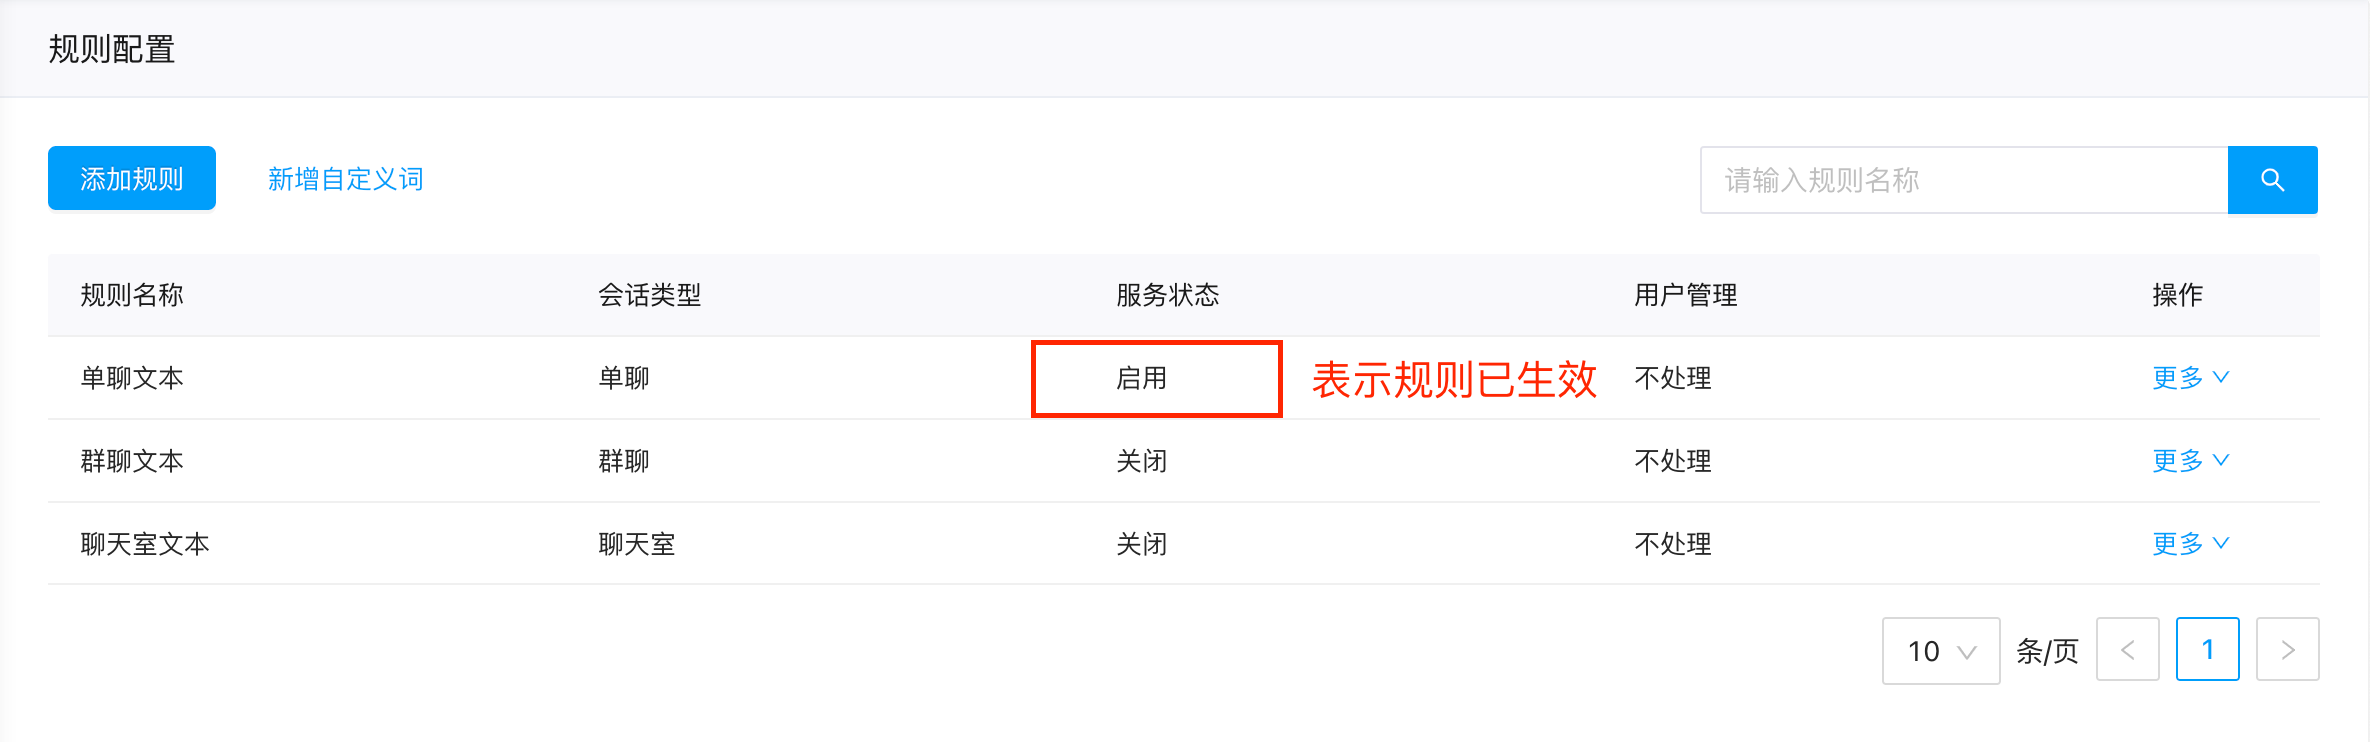 规则配置
添加规则 新增自定义词 请输入规则名称
规则名称 会话类型 服务状态 用户管理 操作
单聊文本 单聊 启用 表示规则已生效 不处理 更多
群聊文本 群聊 关闭 不处理 更多
聊天室文本 聊天室 关闭 不处理 更多
10 条/页 1